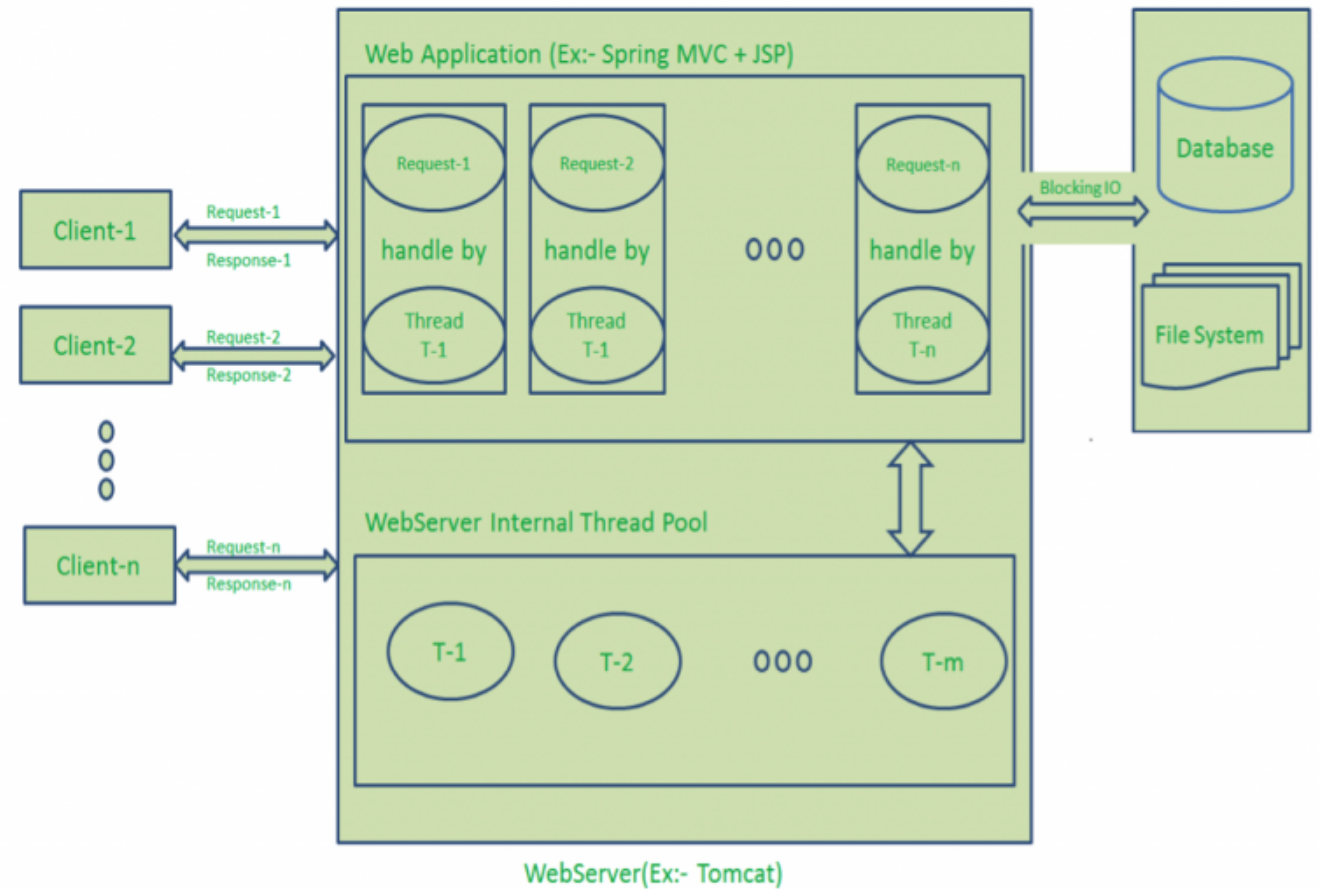 Web Application (Ex:- Spring MVC + JSP)
Request-1
handle by
Thread
T-1
Request-2
handle by
Thread
T-1
000
Request-n
handle by
Thread
T-n
Client-1
Request-1
Response-1
Client-2
Request-2
Response-2
Client-n
Request-n
Response-n
Blocking IO
Database
File System
WebServer Internal Thread Pool
T-1
T-2
000
T-m
WebServer(Ex:- Tomcat)